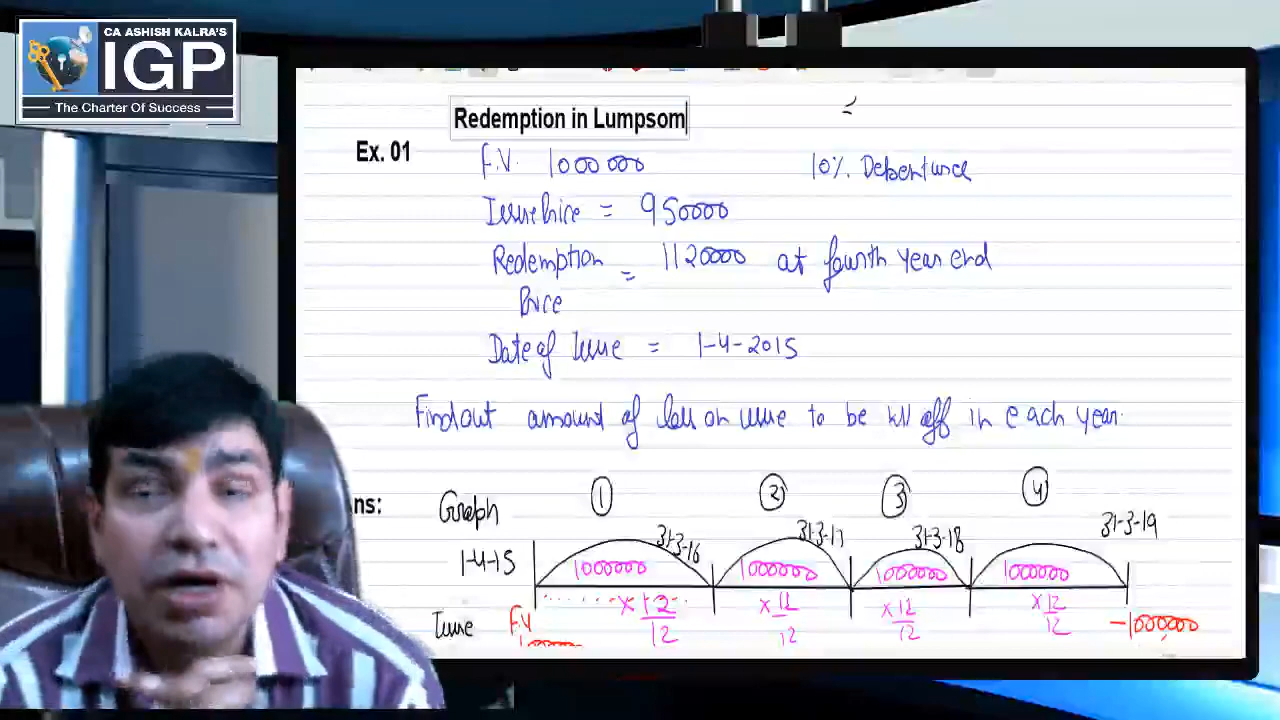 CA ASHISH KALRA'S
IGP
The Charter Of Success
Redemption in Lumpsom
Ex. 01
F.V. 1000000
10% Debenture
Issue Price = 950000
Redemption Price = 1120000 at fourth year end
Date of Issue = 1-4-2015
Find out amount of loss on issue to be w/ off in each year.
ns:
Graph
1 2 3 4
1-4-15 31-3-16 31-3-17 31-3-18 31-3-19
1000000 1000000 1000000 1000000
× 12/12 × 12/12 × 12/12 × 12/12
Issue F.V
-1000000